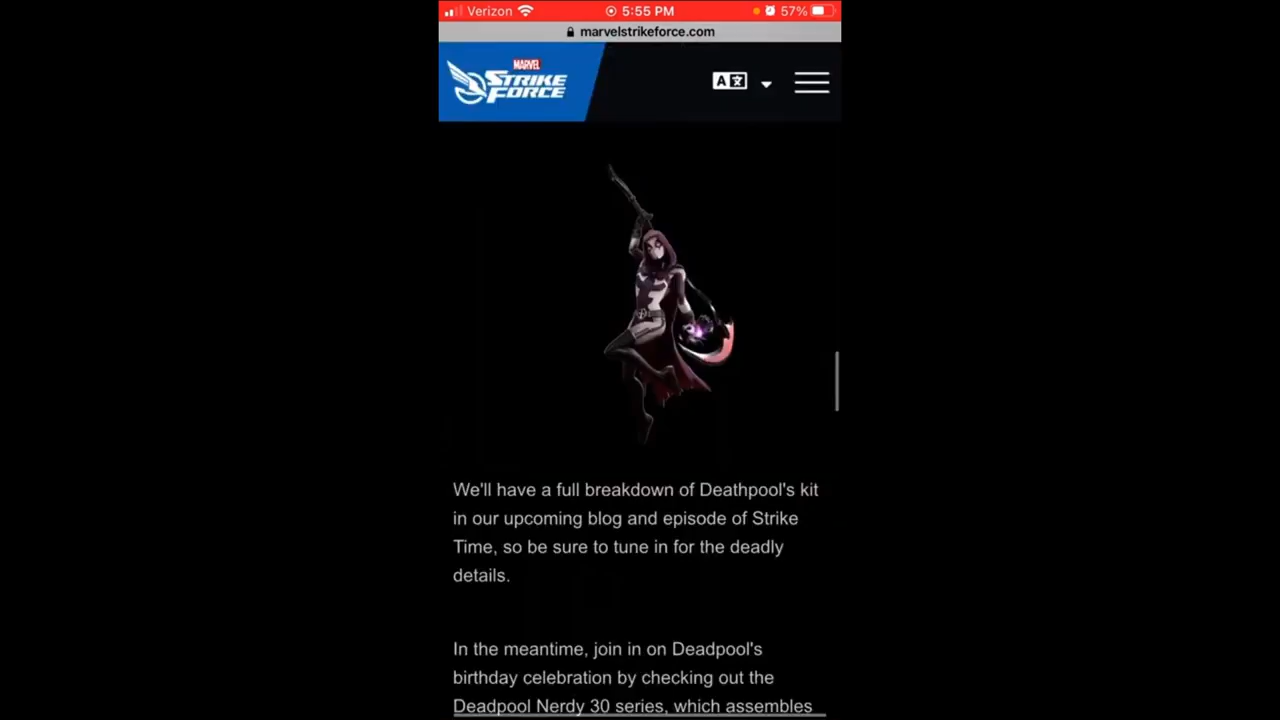 Verizon 5:55 PM 57%
marvelstrikeforce.com
MARVEL
STRIKE
FORCE
A文
We'll have a full breakdown of Deathpool's kit
in our upcoming blog and episode of Strike
Time, so be sure to tune in for the deadly
details.
In the meantime, join in on Deadpool's
birthday celebration by checking out the
Deadpool Nerdy 30 series, which assembles